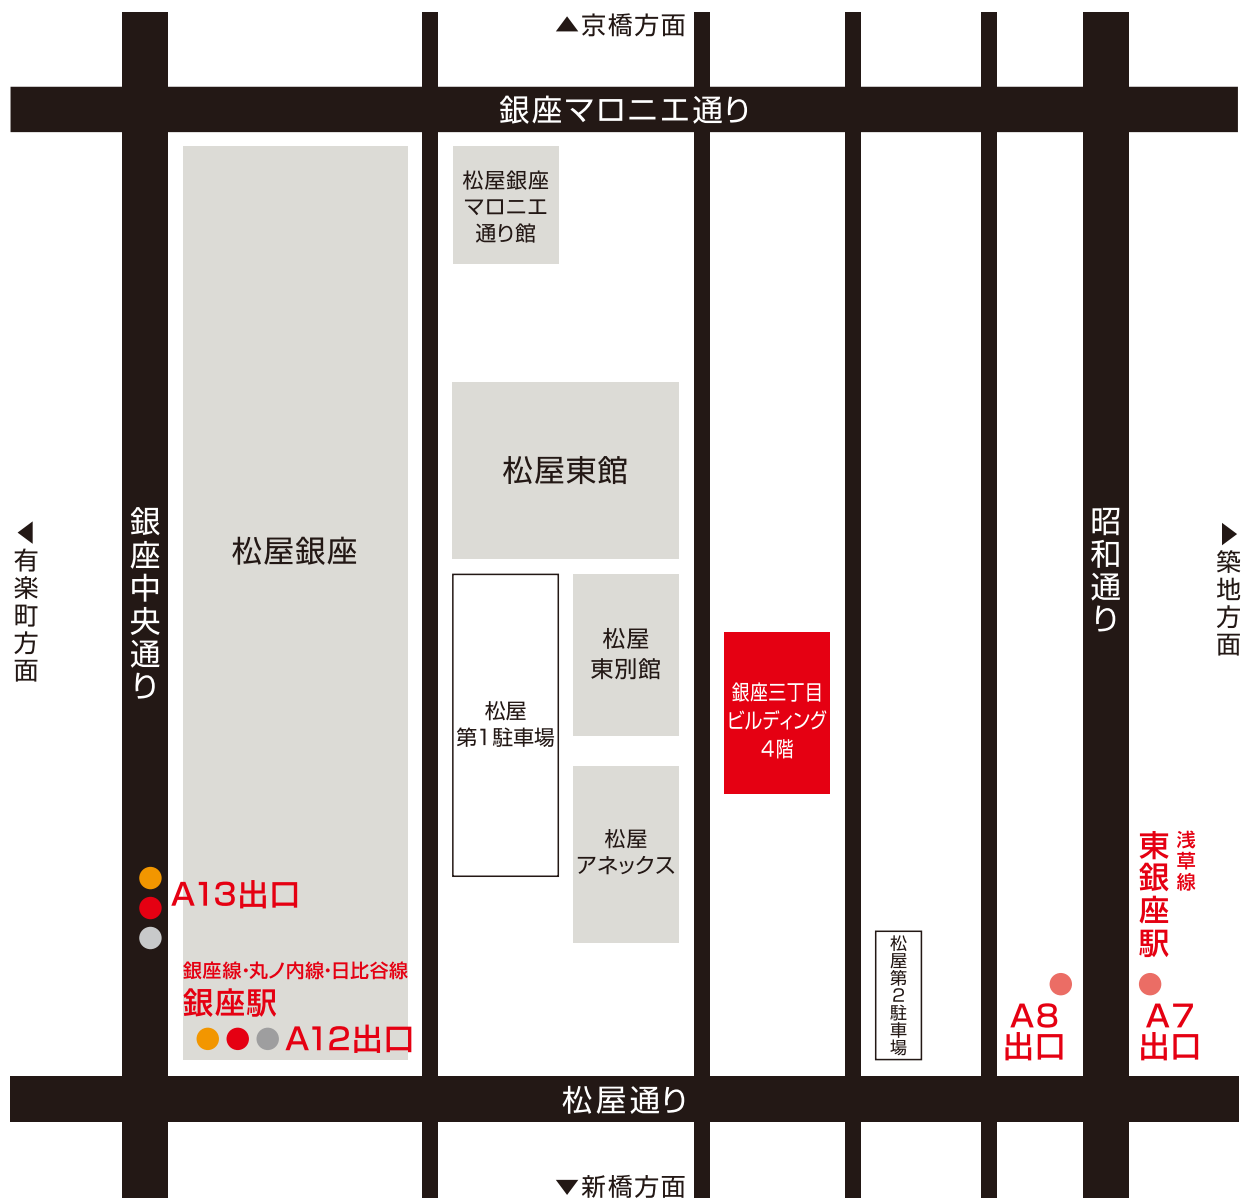 ▲京橋方面
銀座マロニエ通り
松屋銀座
マロニエ
通り館
松屋東館
松屋銀座
銀座中央通り
昭和通り
◀有楽町方面
▶築地方面
松屋
東別館
松屋
第1駐車場
銀座三丁目
ビルディング
4階
松屋
アネックス
A13出口
銀座線・丸ノ内線・日比谷線
銀座駅
A12出口
松屋第2駐車場
浅草線
東銀座駅
A8
出口
A7
出口
松屋通り
▼新橋方面